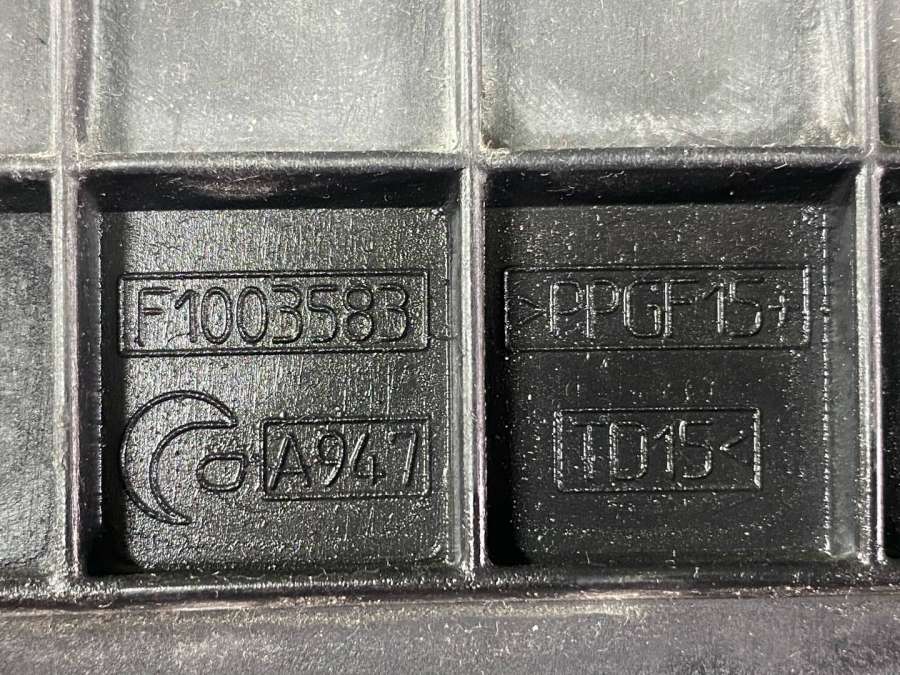 F1003583
A947
>PPGF15+
TD15<